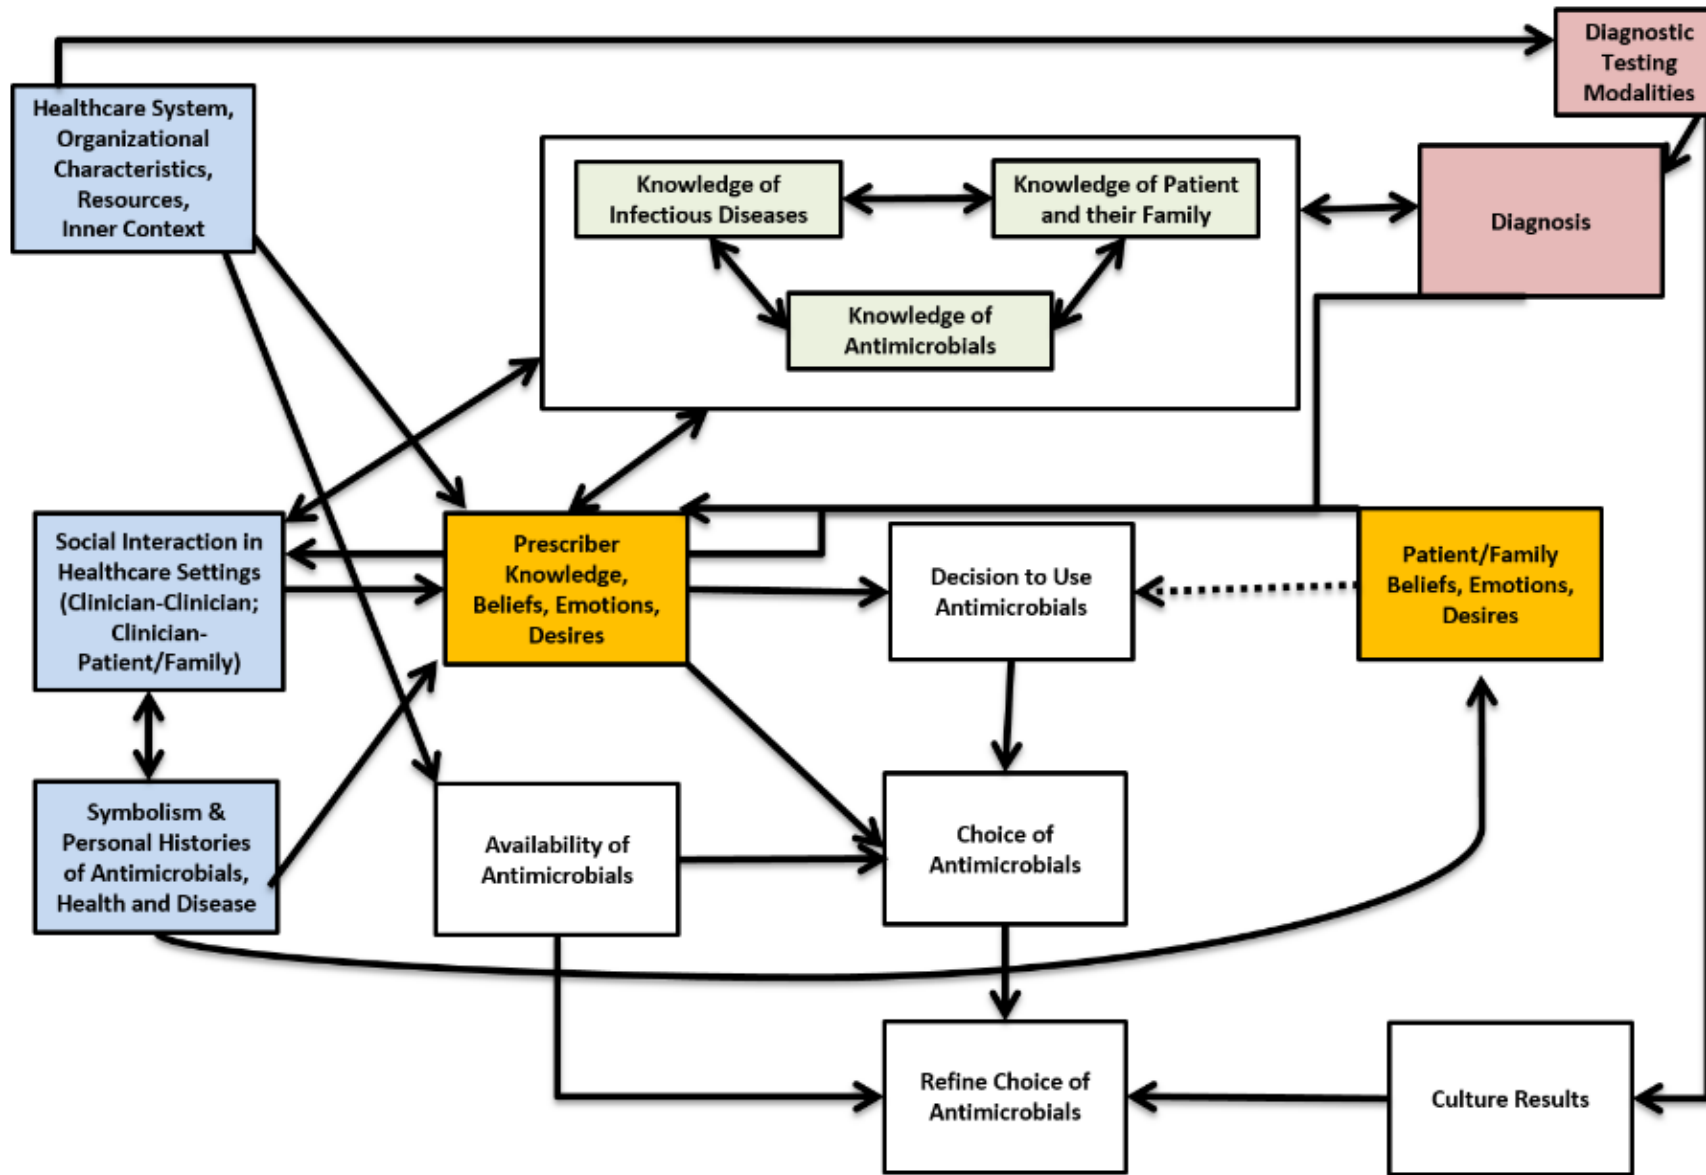 Diagnostic
Testing
Modalities
Healthcare System,
Organizational
Characteristics,
Resources,
Inner Context
Knowledge of
Infectious Diseases
Knowledge of Patient
and their Family
Diagnosis
Knowledge of
Antimicrobials
Social Interaction in
Healthcare Settings
(Clinician-Clinician;
Clinician-
Patient/Family)
Prescriber
Knowledge,
Beliefs, Emotions,
Desires
Decision to Use
Antimicrobials
Patient/Family
Beliefs, Emotions,
Desires
Symbolism &
Personal Histories
of Antimicrobials,
Health and Disease
Availability of
Antimicrobials
Choice of
Antimicrobials
Refine Choice of
Antimicrobials
Culture Results